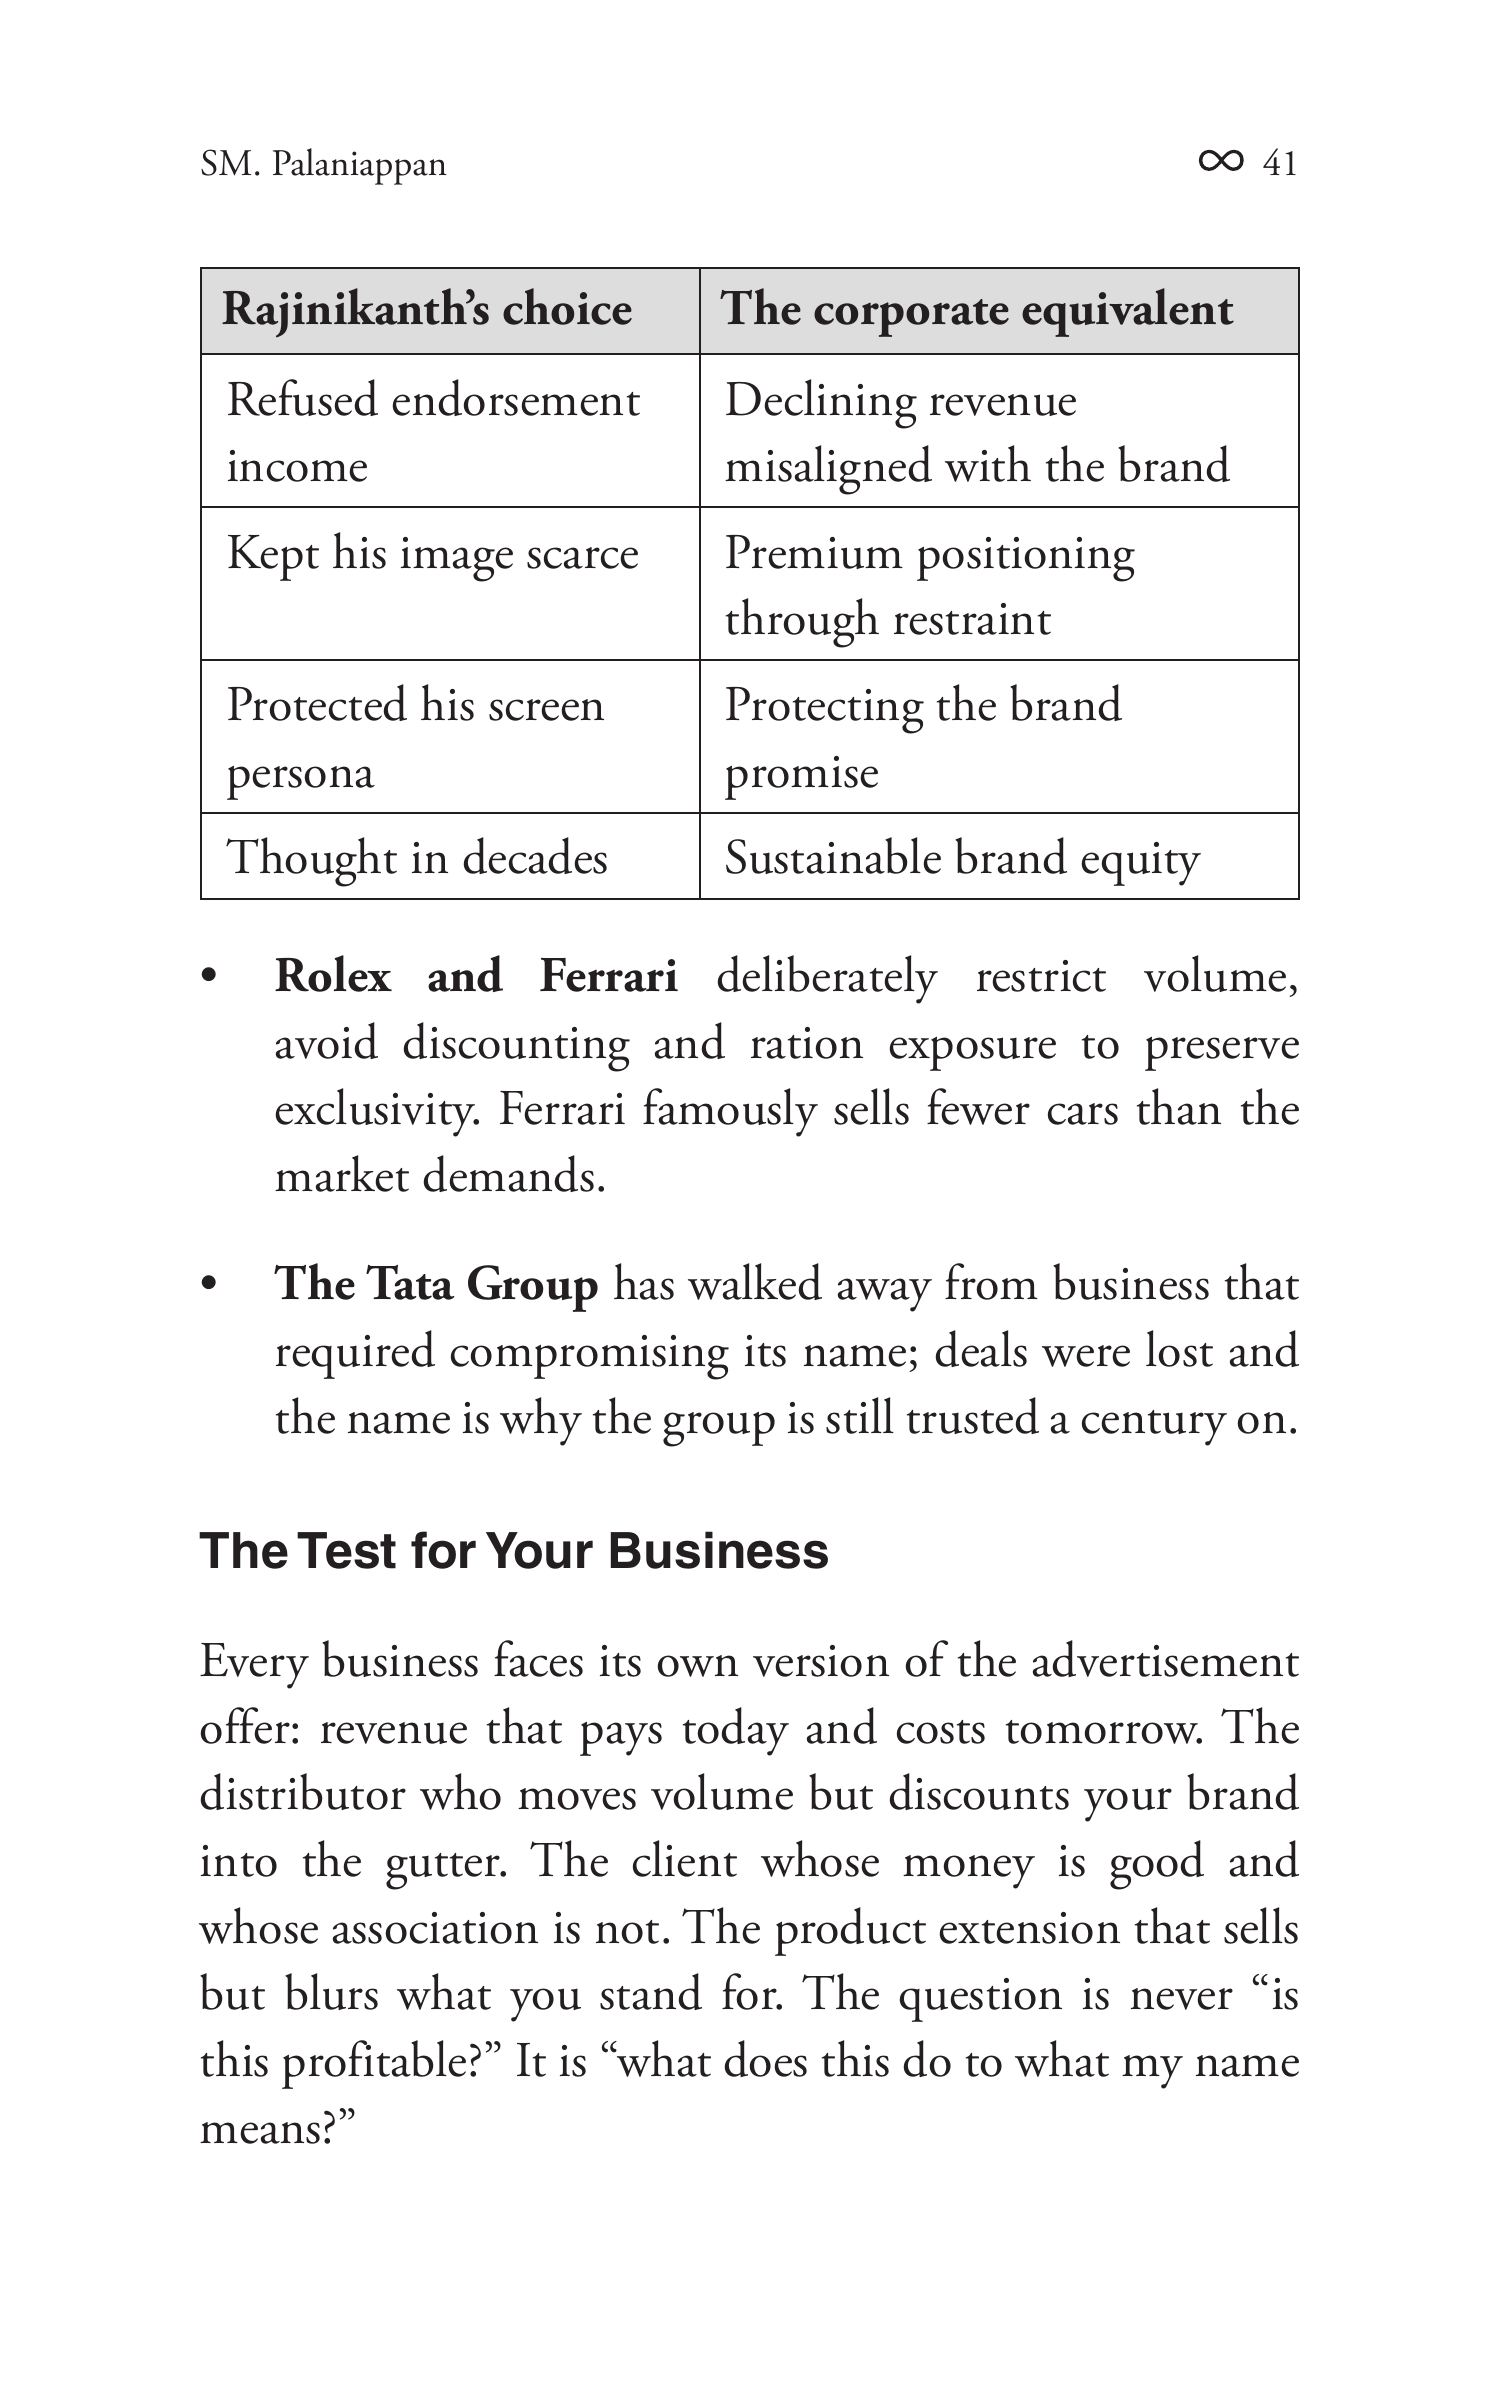 SM. Palaniappan ∞ 41
Rajinikanth’s choice The corporate equivalent
Refused endorsement Declining revenue
income misaligned with the brand
Kept his image scarce Premium positioning
through restraint
Protected his screen Protecting the brand
persona promise
Thought in decades Sustainable brand equity
• Rolex and Ferrari deliberately restrict volume,
avoid discounting and ration exposure to preserve
exclusivity. Ferrari famously sells fewer cars than the
market demands.
• The Tata Group has walked away from business that
required compromising its name; deals were lost and
the name is why the group is still trusted a century on.
The Test for Your Business
Every business faces its own version of the advertisement
offer: revenue that pays today and costs tomorrow. The
distributor who moves volume but discounts your brand
into the gutter. The client whose money is good and
whose association is not. The product extension that sells
but blurs what you stand for. The question is never “is
this profitable?” It is “what does this do to what my name
means?”